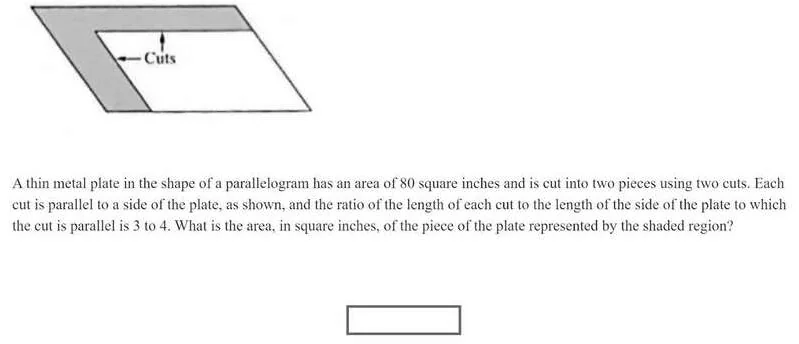 Cuts
A thin metal plate in the shape of a parallelogram has an area of 80 square inches and is cut into two pieces using two cuts. Each
cut is parallel to a side of the plate, as shown, and the ratio of the length of each cut to the length of the side of the plate to which
the cut is parallel is 3 to 4. What is the area, in square inches, of the piece of the plate represented by the shaded region?